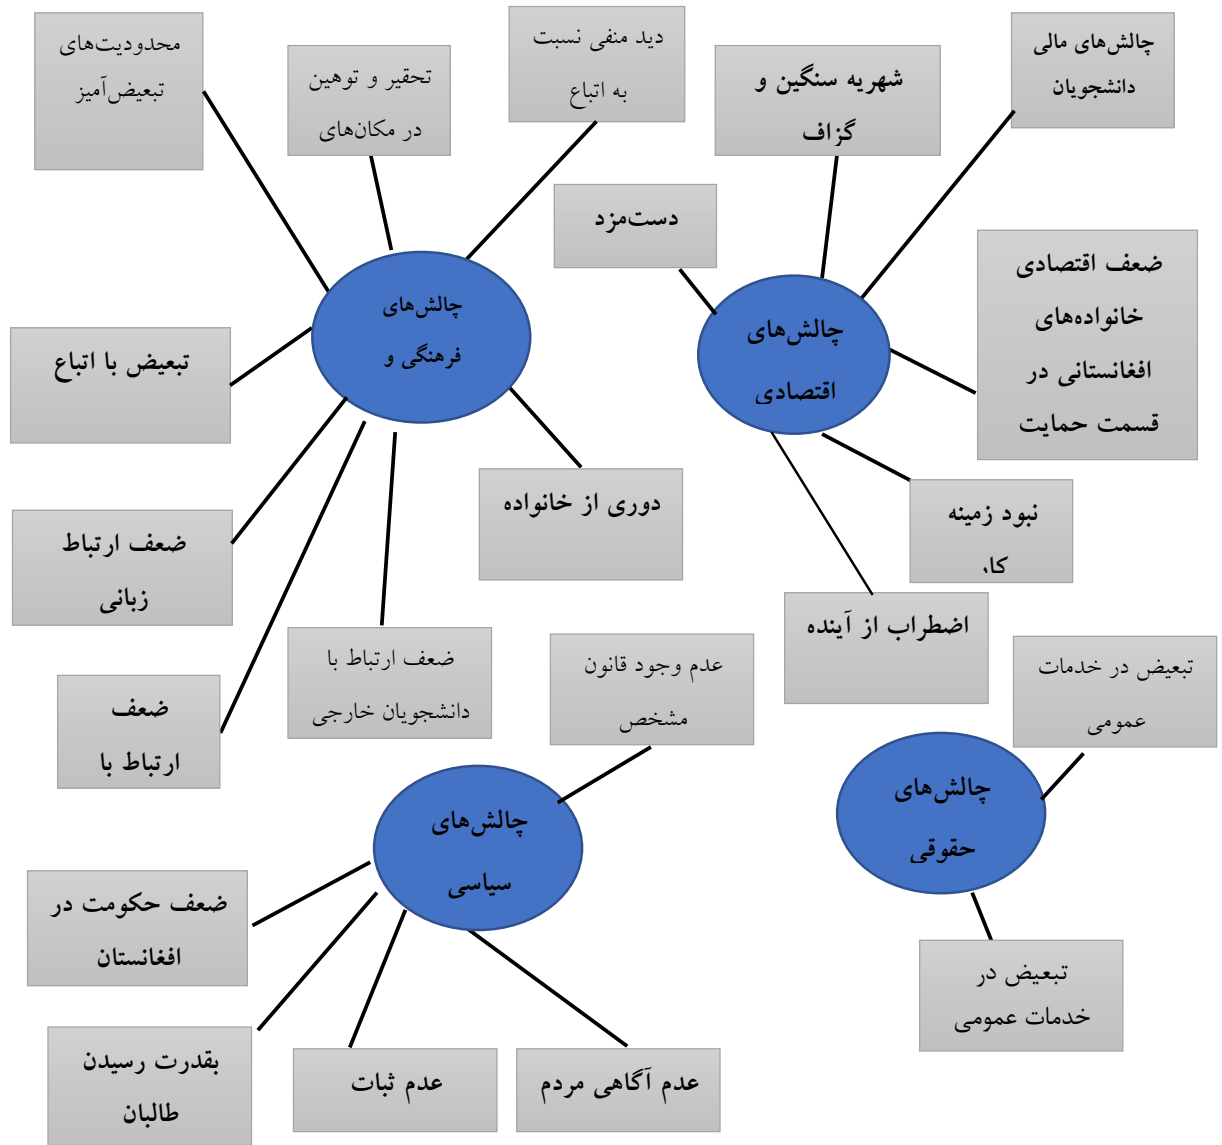 چالش‌های مالی
دانشجویان
شهریه سنگین و
گزاف
دید منفی نسبت
به اتباع
تحقیر و توهین
در مکان‌های
محدودیت‌های
تبعیض‌آمیز
دست‌مزد
ضعف اقتصادی
خانواده‌های
افغانستانی در
قسمت حمایت
چالش‌های
اقتصادی
چالش‌های
فرهنگی و
تبعیض با اتباع
نبود زمینه
کار
دوری از خانواده
ضعف ارتباط
زبانی
اضطراب از آینده
ضعف ارتباط با
دانشجویان خارجی
ضعف
ارتباط با
عدم وجود قانون
مشخص
تبعیض در خدمات
عمومی
چالش‌های
حقوقی
چالش‌های
سیاسی
ضعف حکومت در
افغانستان
تبعیض در
خدمات عمومی
عدم آگاهی مردم
عدم ثبات
بقدرت رسیدن
طالبان